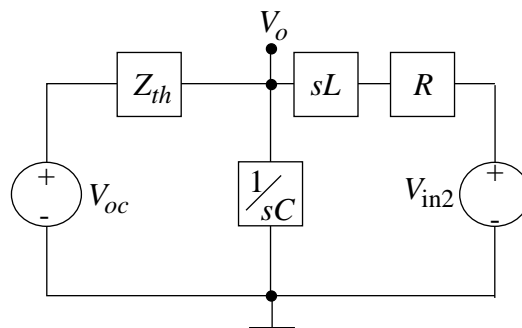 V_o
Z_th
sL
R
+
V_oc
-
1/sC
V_in2
+
-